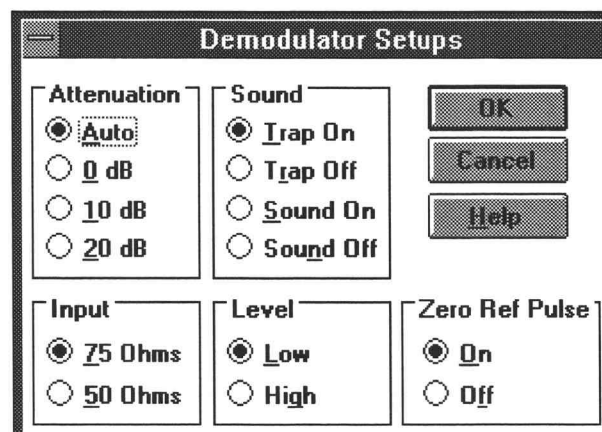 Demodulator Setups
Attenuation
Auto
0 dB
10 dB
20 dB
Sound
Trap On
Trap Off
Sound On
Sound Off
OK
Cancel
Help
Input
75 Ohms
50 Ohms
Level
Low
High
Zero Ref Pulse
On
Off